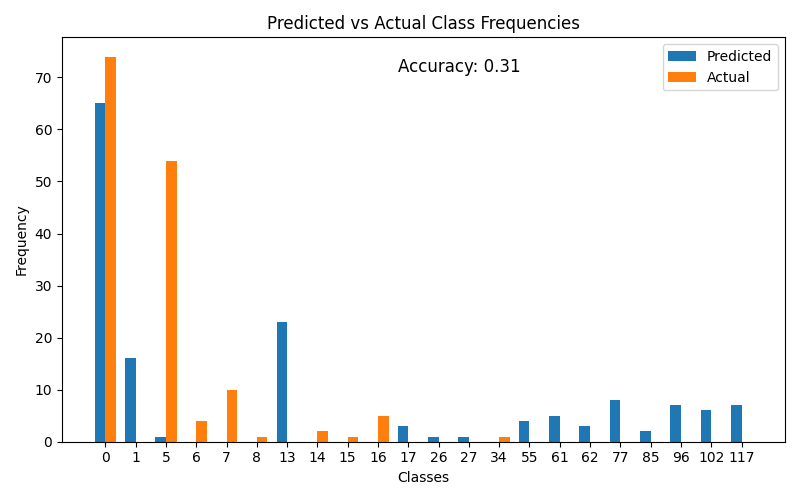 Predicted vs Actual Class Frequencies
Accuracy: 0.31
Predicted
Actual
Frequency
70
60
50
40
30
20
10
0
0 1 5 6 7 8 13 14 15 16 17 26 27 34 55 61 62 77 85 96 102 117
Classes